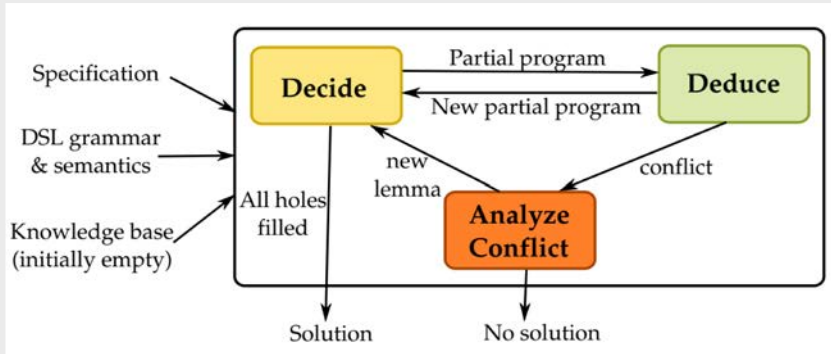 Specification
DSL grammar
& semantics
Knowledge base
(initially empty)
Decide
Partial program
New partial program
Deduce
new
lemma
conflict
All holes
filled
Analyze
Conflict
Solution
No solution